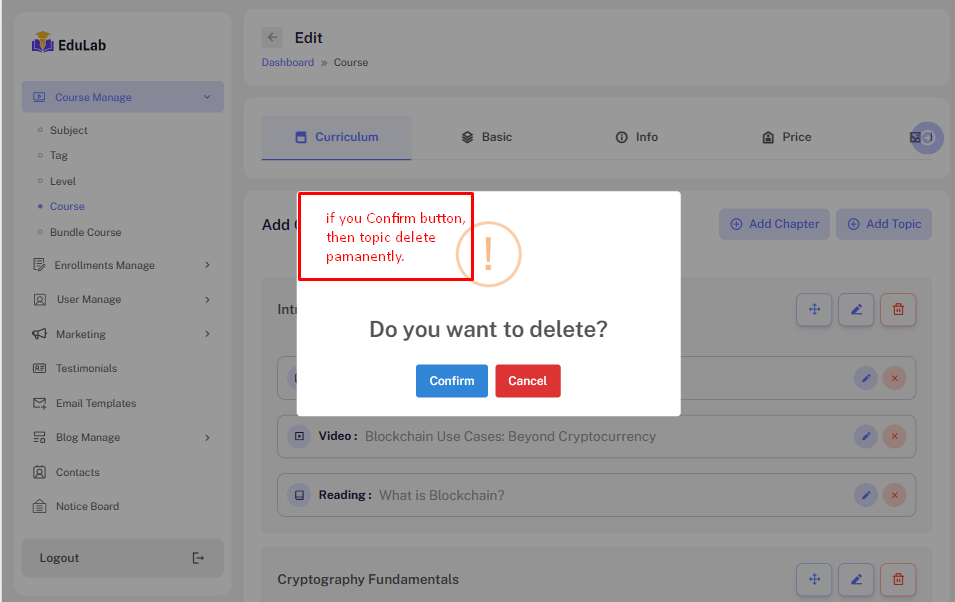 EduLab
Course Manage
Subject
Tag
Level
Course
Bundle Course
Enrollments Manage
User Manage
Marketing
Testimonials
Email Templates
Blog Manage
Contacts
Notice Board
Logout
Edit
Dashboard » Course
Curriculum
Basic
Info
Price
Add
Add Chapter
Add Topic
if you Confirm button,
then topic delete
pamanently.
!
Do you want to delete?
Confirm
Cancel
Video : Blockchain Use Cases: Beyond Cryptocurrency
Reading : What is Blockchain?
Cryptography Fundamentals